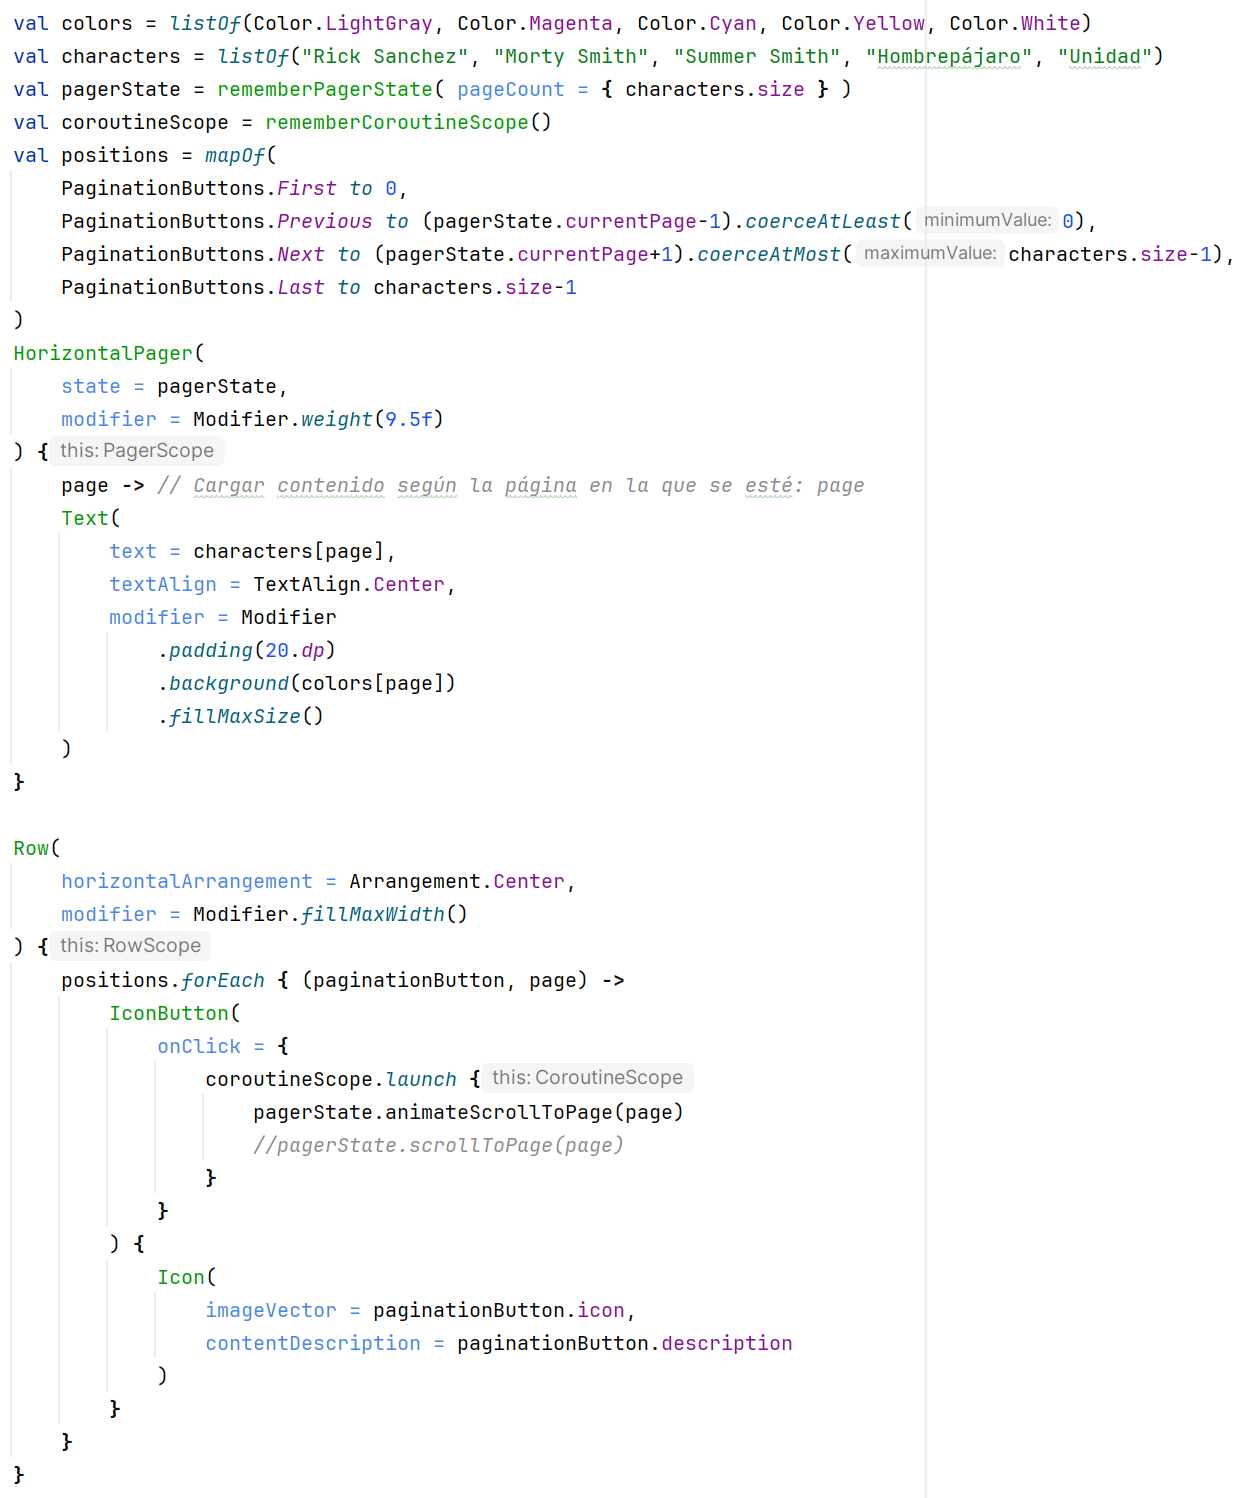 val colors = listOf(Color.LightGray, Color.Magenta, Color.Cyan, Color.Yellow, Color.White)
val characters = listOf("Rick Sanchez", "Morty Smith", "Summer Smith", "Hombrepájaro", "Unidad")
val pagerState = rememberPagerState( pageCount = { characters.size } )
val coroutineScope = rememberCoroutineScope()
val positions = mapOf(
    PaginationButtons.First to 0,
    PaginationButtons.Previous to (pagerState.currentPage-1).coerceAtLeast( minimumValue: 0),
    PaginationButtons.Next to (pagerState.currentPage+1).coerceAtMost( maximumValue: characters.size-1),
    PaginationButtons.Last to characters.size-1
)
HorizontalPager(
    state = pagerState,
    modifier = Modifier.weight(9.5f)
) { this: PagerScope
    page -> // Cargar contenido según la página en la que se esté: page
    Text(
        text = characters[page],
        textAlign = TextAlign.Center,
        modifier = Modifier
            .padding(20.dp)
            .background(colors[page])
            .fillMaxSize()
    )
}

Row(
    horizontalArrangement = Arrangement.Center,
    modifier = Modifier.fillMaxWidth()
) { this: RowScope
    positions.forEach { (paginationButton, page) ->
        IconButton(
            onClick = {
                coroutineScope.launch { this: CoroutineScope
                    pagerState.animateScrollToPage(page)
                    //pagerState.scrollToPage(page)
                }
            }
        ) {
            Icon(
                imageVector = paginationButton.icon,
                contentDescription = paginationButton.description
            )
        }
    }
}